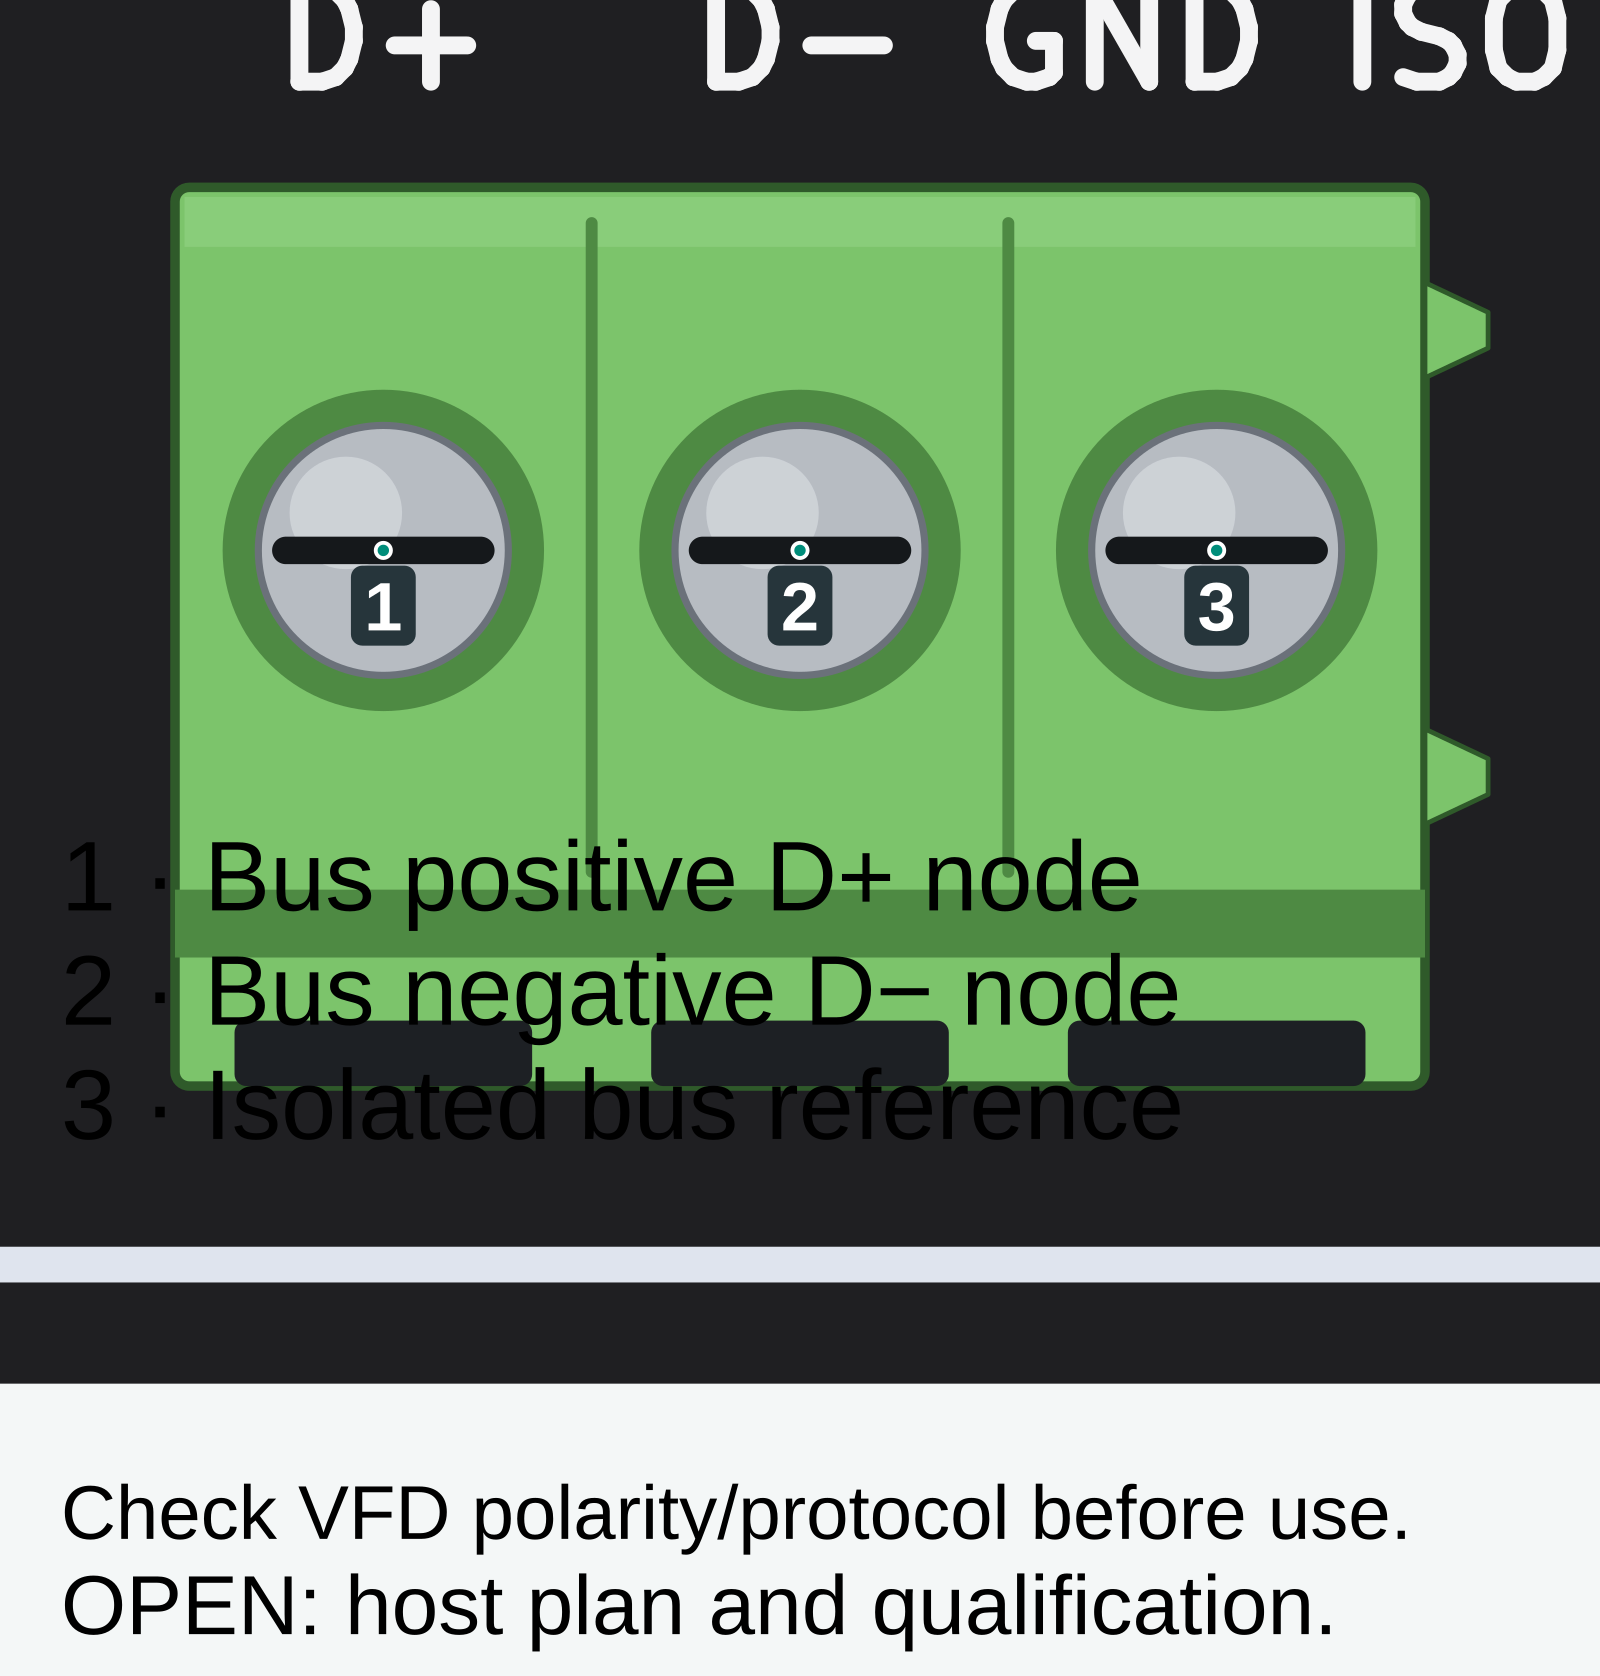 D+ D− GND ISO
1 2 3
1 · Bus positive D+ node
2 · Bus negative D− node
3 · Isolated bus reference
Check VFD polarity/protocol before use.
OPEN: host plan and qualification.